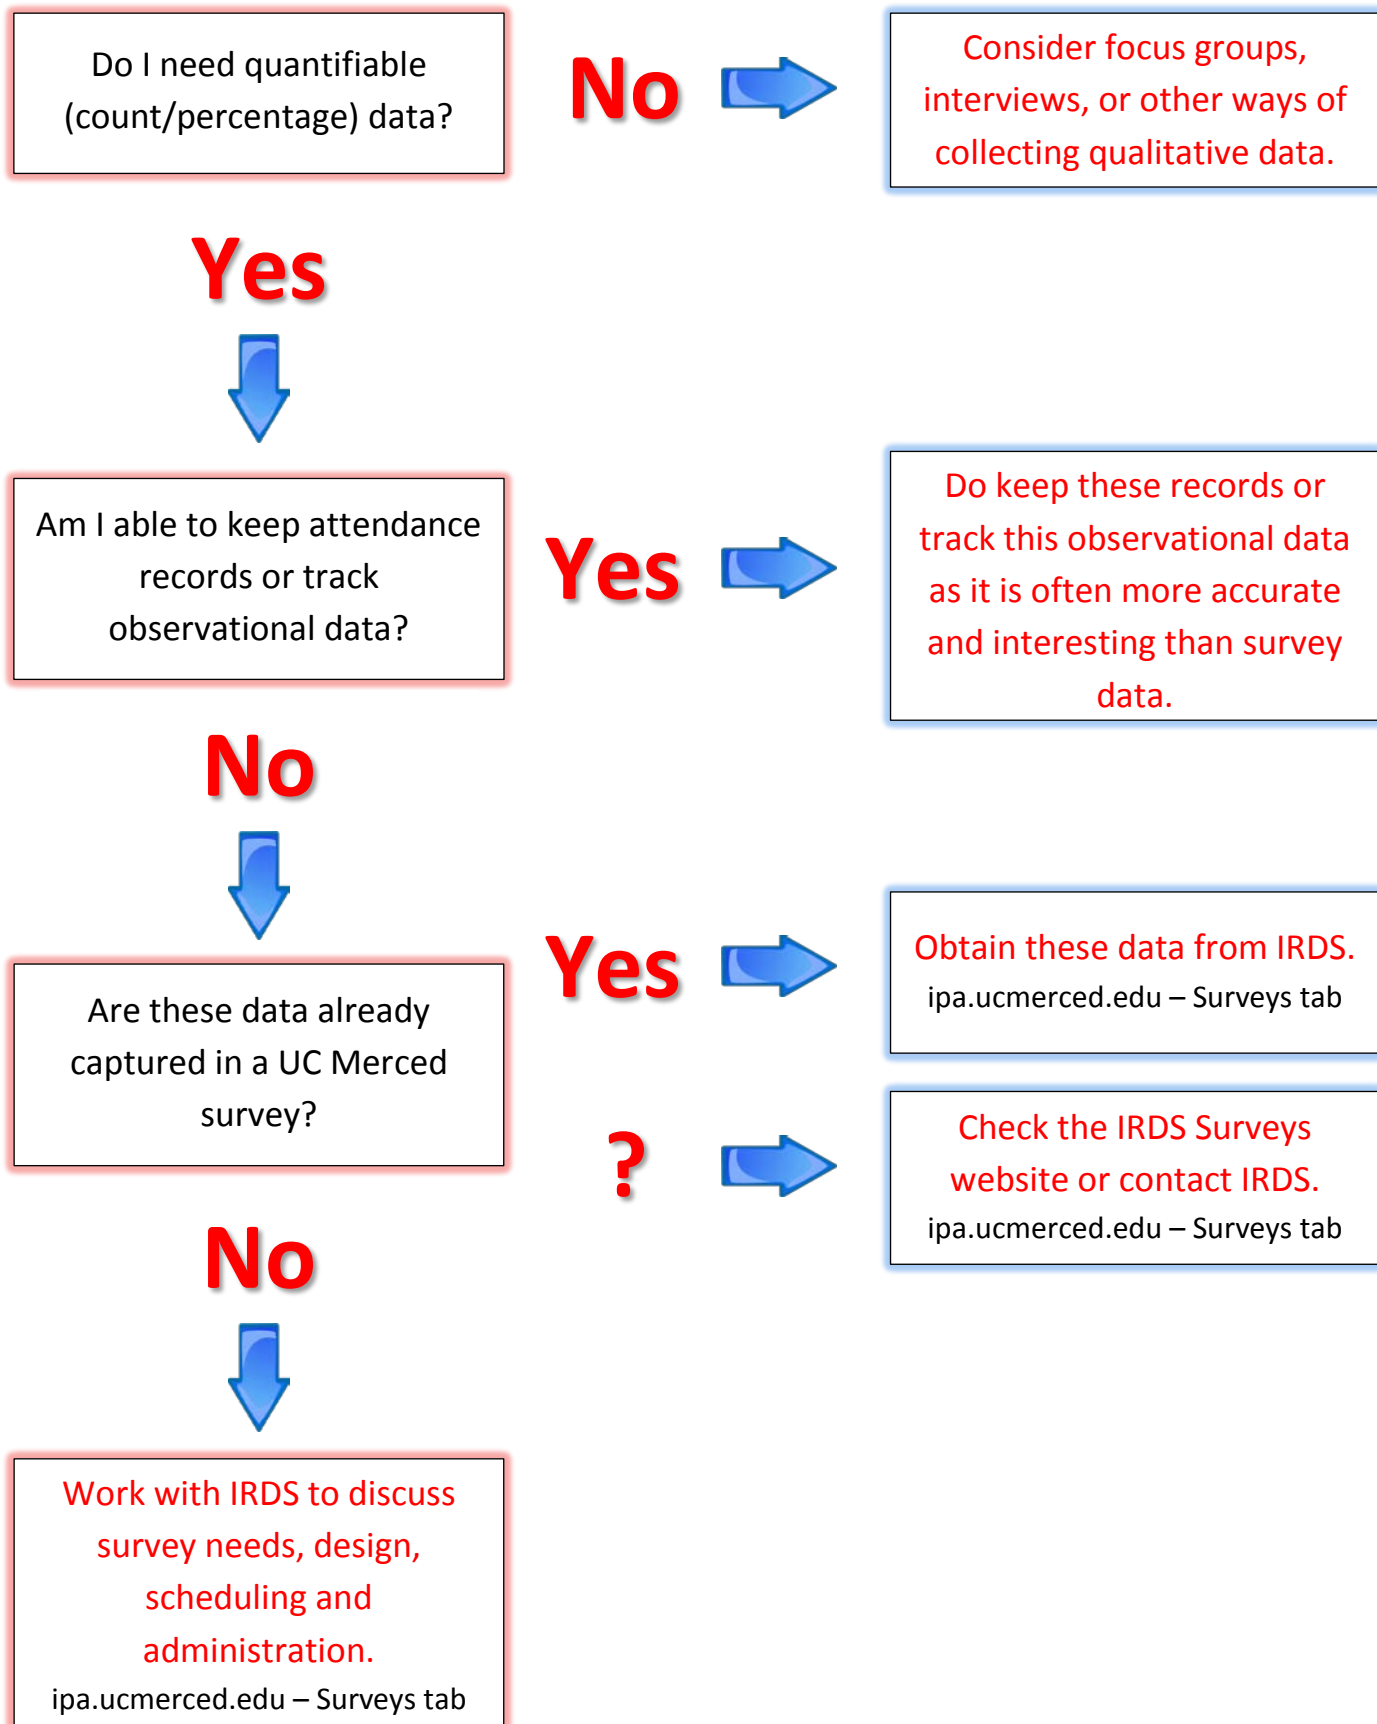 Do I need quantifiable
(count/percentage) data?
No
Consider focus groups,
interviews, or other ways of
collecting qualitative data.
Yes
Am I able to keep attendance
records or track
observational data?
Yes
Do keep these records or
track this observational data
as it is often more accurate
and interesting than survey
data.
No
Are these data already
captured in a UC Merced
survey?
Yes
Obtain these data from IRDS.
ipa.ucmerced.edu – Surveys tab
?
Check the IRDS Surveys
website or contact IRDS.
ipa.ucmerced.edu – Surveys tab
No
Work with IRDS to discuss
survey needs, design,
scheduling and
administration.
ipa.ucmerced.edu – Surveys tab